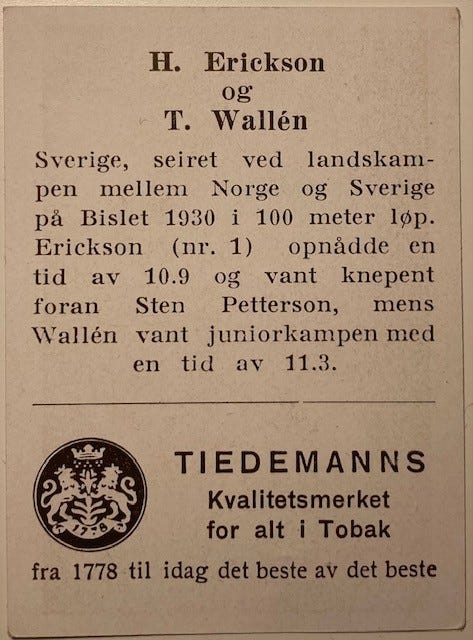 H. Erickson
og
T. Wallén
Sverige, seiret ved landskam-
pen mellem Norge og Sverige
på Bislet 1930 i 100 meter løp.
Erickson (nr. 1) opnådde en
tid av 10.9 og vant knepent
foran Sten Petterson, mens
Wallén vant juniorkampen med
en tid av 11.3.
1778
TIEDEMANNS
Kvalitetsmerket
for alt i Tobak
fra 1778 til idag det beste av det beste